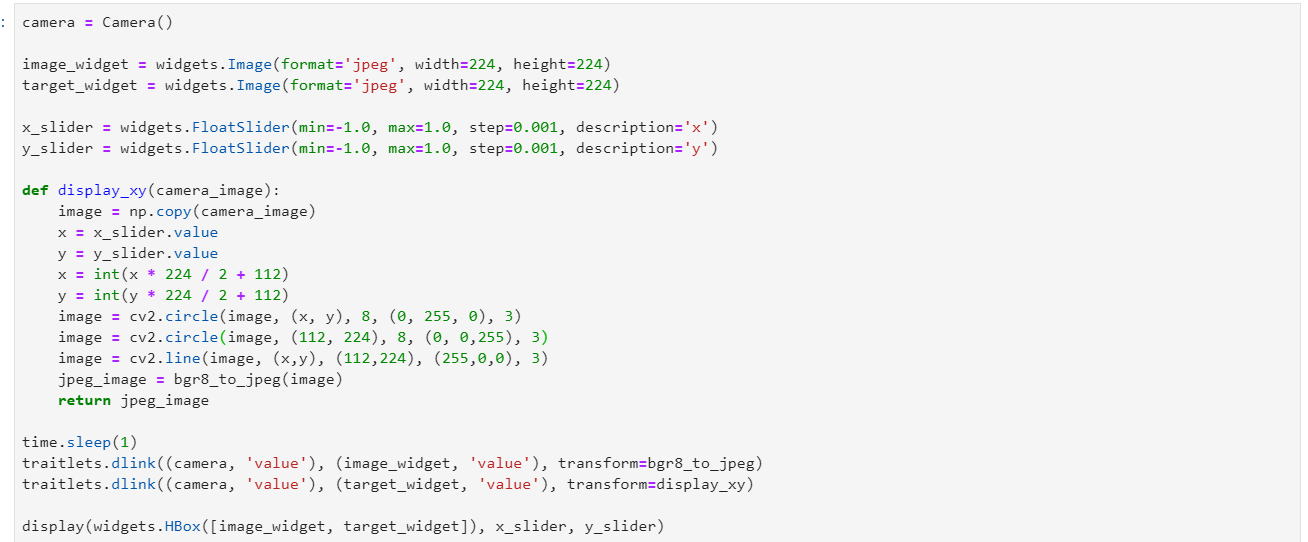 : camera = Camera()
image_widget = widgets.Image(format='jpeg', width=224, height=224)
target_widget = widgets.Image(format='jpeg', width=224, height=224)
x_slider = widgets.FloatSlider(min=-1.0, max=1.0, step=0.001, description='x')
y_slider = widgets.FloatSlider(min=-1.0, max=1.0, step=0.001, description='y')
def display_xy(camera_image):
    image = np.copy(camera_image)
    x = x_slider.value
    y = y_slider.value
    x = int(x * 224 / 2 + 112)
    y = int(y * 224 / 2 + 112)
    image = cv2.circle(image, (x, y), 8, (0, 255, 0), 3)
    image = cv2.circle(image, (112, 224), 8, (0, 0,255), 3)
    image = cv2.line(image, (x,y), (112,224), (255,0,0), 3)
    jpeg_image = bgr8_to_jpeg(image)
    return jpeg_image
time.sleep(1)
traitlets.dlink((camera, 'value'), (image_widget, 'value'), transform=bgr8_to_jpeg)
traitlets.dlink((camera, 'value'), (target_widget, 'value'), transform=display_xy)
display(widgets.HBox([image_widget, target_widget]), x_slider, y_slider)